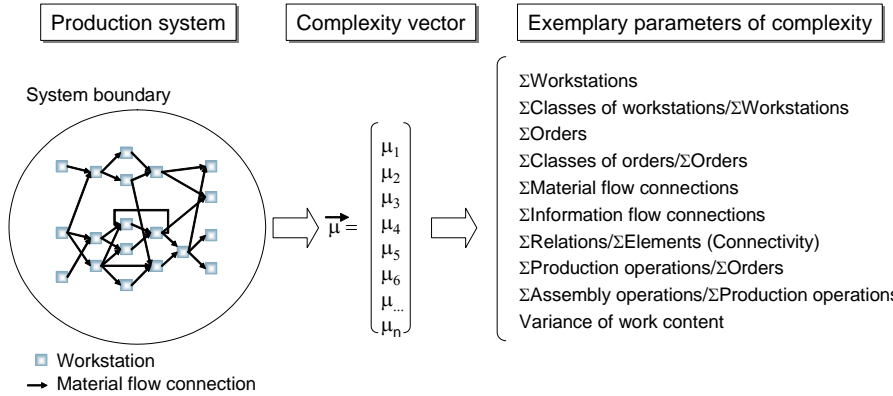 Production system
Complexity vector
Exemplary parameters of complexity
System boundary
Workstation
Material flow connection
μ =
μ1
μ2
μ3
μ4
μ5
μ6
μ...
μn
ΣWorkstations
ΣClasses of workstations/ΣWorkstations
ΣOrders
ΣClasses of orders/ΣOrders
ΣMaterial flow connections
ΣInformation flow connections
ΣRelations/ΣElements (Connectivity)
ΣProduction operations/ΣOrders
ΣAssembly operations/ΣProduction operations
Variance of work content